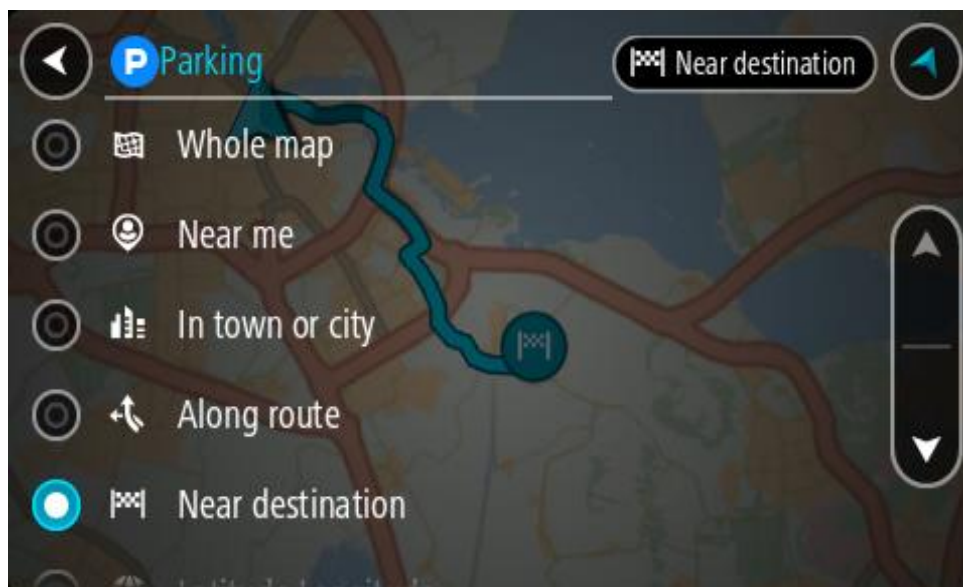 P Parking
Near destination
Whole map
Near me
In town or city
Along route
Near destination